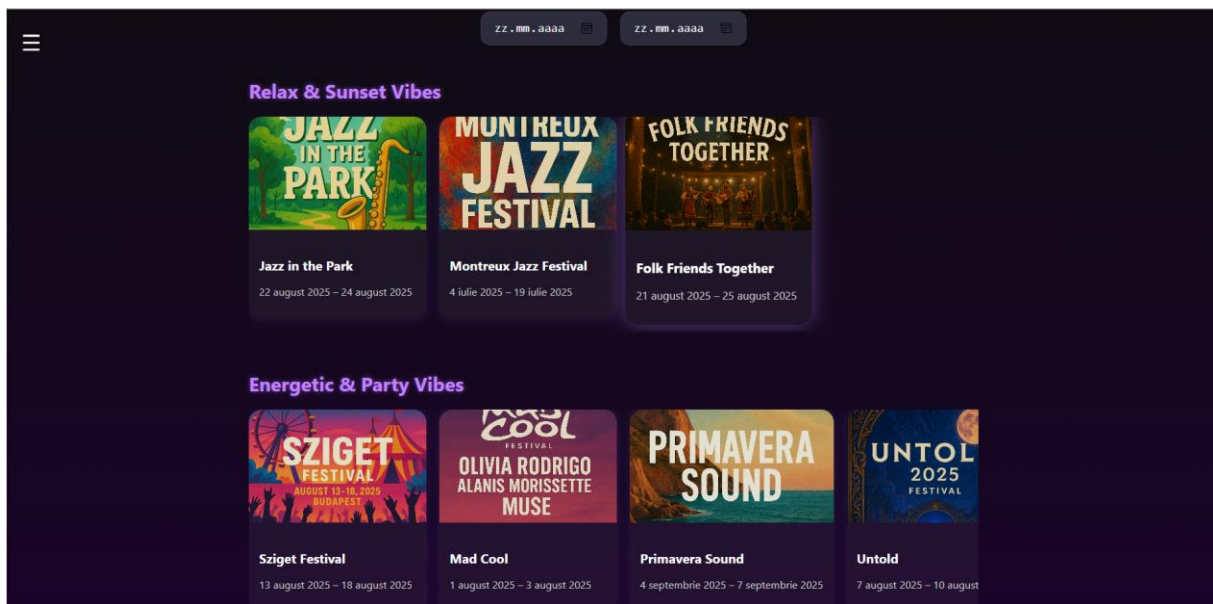 zz.mm.aaaa zz.mm.aaaa
Relax & Sunset Vibes
JAZZ
IN THE
PARK
MONTREUX
JAZZ
FESTIVAL
FOLK FRIENDS
TOGETHER
Jazz in the Park
22 august 2025 – 24 august 2025
Montreux Jazz Festival
4 iulie 2025 – 19 iulie 2025
Folk Friends Together
21 august 2025 – 25 august 2025
Energetic & Party Vibes
SZIGET
FESTIVAL
AUGUST 13-18, 2025
BUDAPEST
MAD
COOL
FESTIVAL
OLIVIA RODRIGO
ALANIS MORISSETTE
MUSE
PRIMAVERA
SOUND
UNTOL
2025
FESTIVAL
Sziget Festival
13 august 2025 – 18 august 2025
Mad Cool
1 august 2025 – 3 august 2025
Primavera Sound
4 septembrie 2025 – 7 septembrie 2025
Untold
7 august 2025 – 10 august